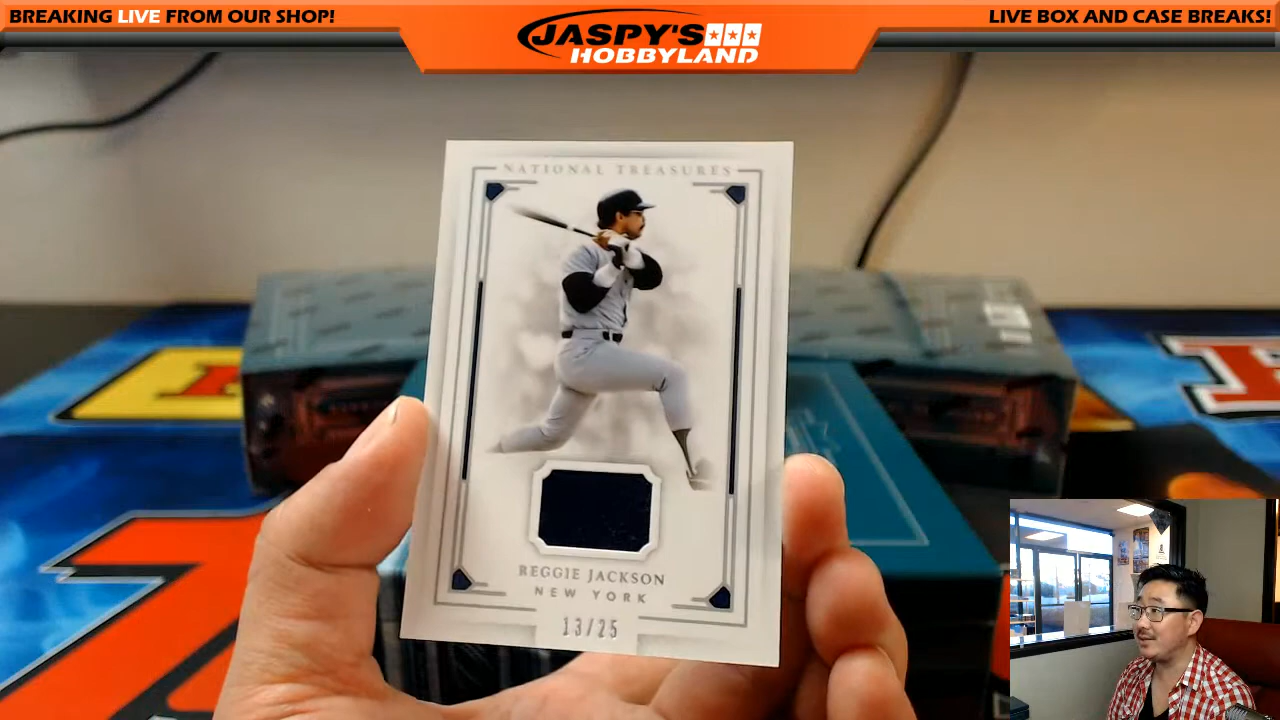 BREAKING LIVE FROM OUR SHOP!
JASPY'S
HOBBYLAND
LIVE BOX AND CASE BREAKS!
NATIONAL TREASURES
REGGIE JACKSON
NEW YORK
13/25